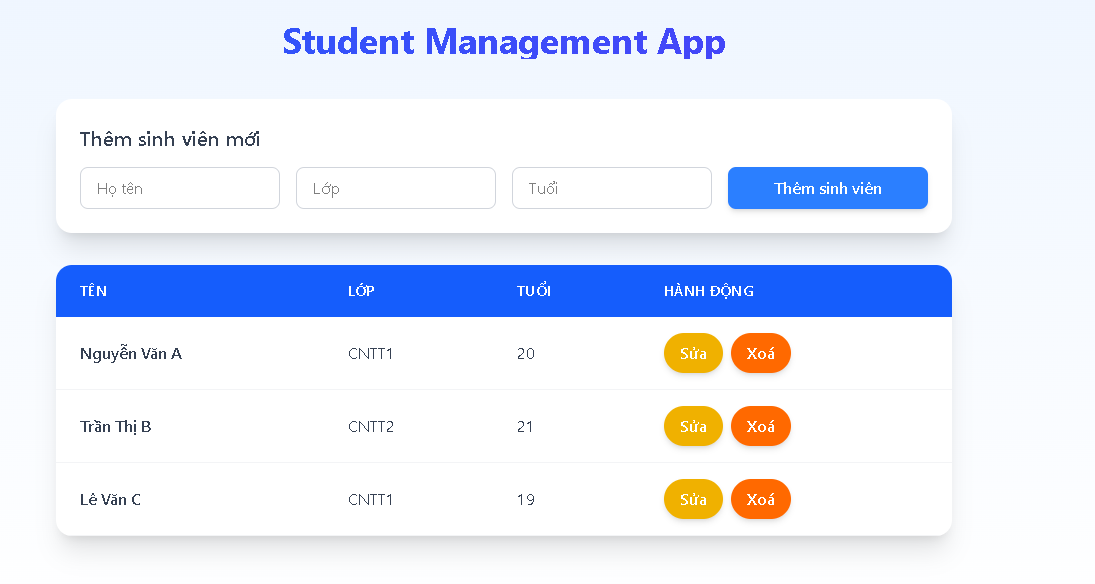 Student Management App
Thêm sinh viên mới
Họ tên Lớp Tuổi Thêm sinh viên
TÊN LỚP TUỔI HÀNH ĐỘNG
Nguyễn Văn A CNTT1 20 Sửa Xoá
Trần Thị B CNTT2 21 Sửa Xoá
Lê Văn C CNTT1 19 Sửa Xoá